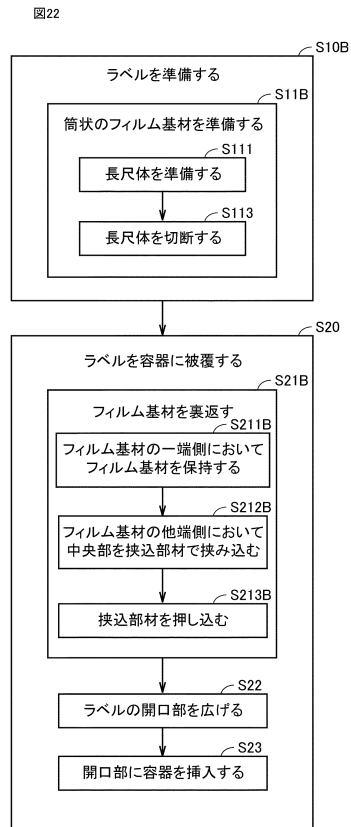 図22
S10B
ラベルを準備する
S11B
筒状のフィルム基材を準備する
S111
長尺体を準備する
S113
長尺体を切断する
S20
ラベルを容器に被覆する
S21B
フィルム基材を裏返す
S211B
フィルム基材の一端側において
フィルム基材を保持する
S212B
フィルム基材の他端側において
中央部を挟込部材で挟み込む
S213B
挟込部材を押し込む
S22
ラベルの開口部を広げる
S23
開口部に容器を挿入する